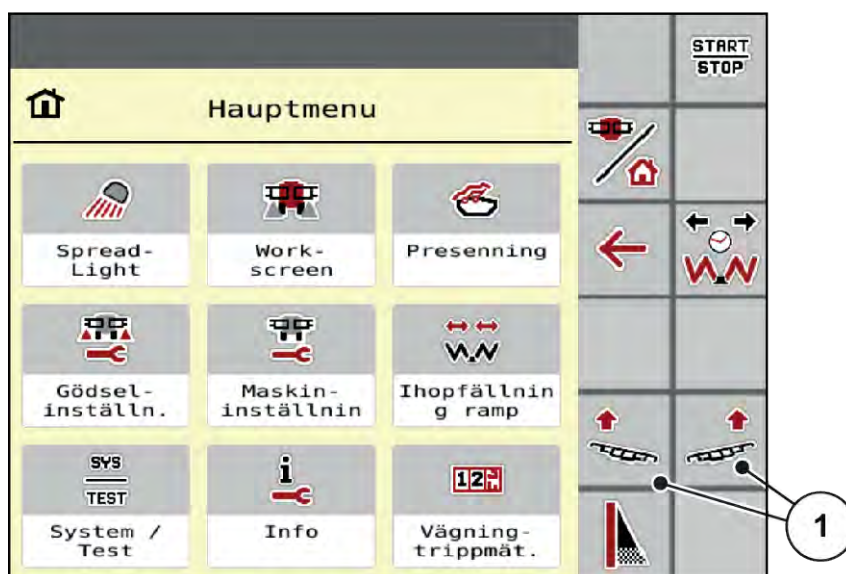 START
STOP
Hauptmenu
Spread-
Light
Work-
screen
Presenning
Gödsel-
inställn.
Maskin-
inställnin
Ihopfällnin
g ramp
SYS
TEST
System /
Test
i
Info
12
Vägning-
trippmät.
1